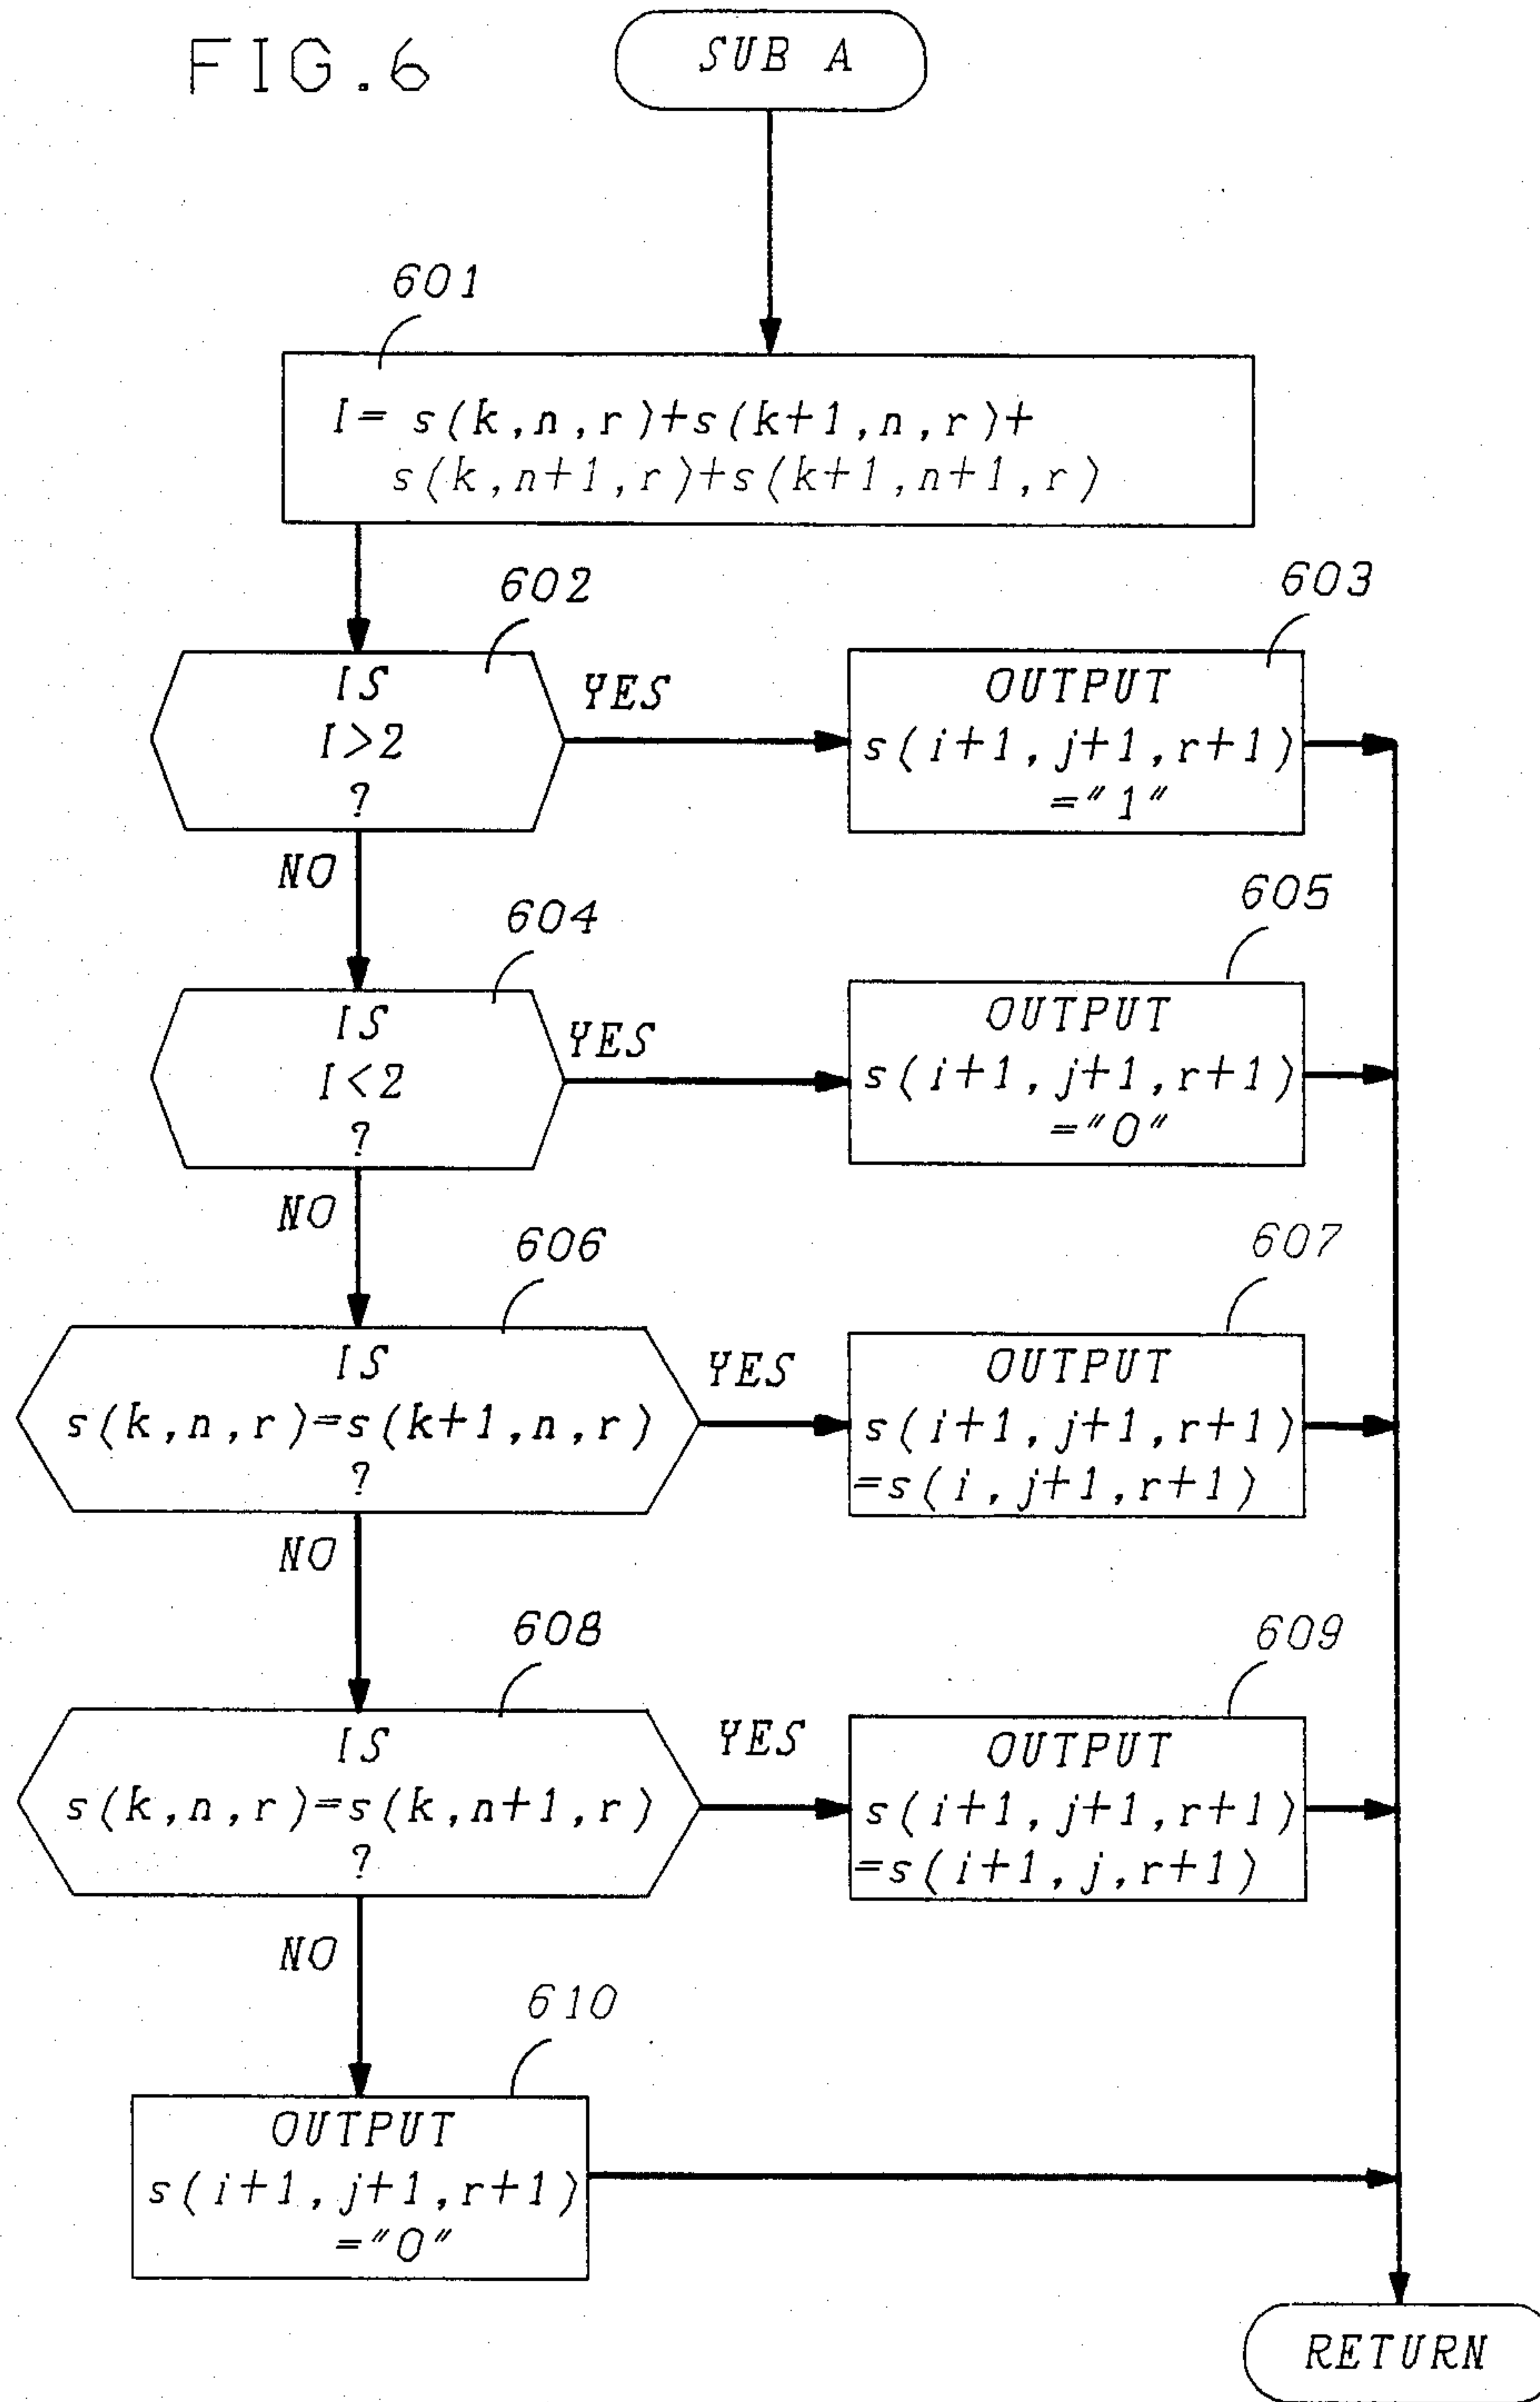 FIG.6
SUB A
601
I= s(k,n,r)+s(k+1,n,r)+
s(k,n+1,r)+s(k+1,n+1,r)
602
IS
I>2
?
YES
603
OUTPUT
s(i+1,j+1,r+1)
="1"
NO
604
IS
I<2
?
YES
605
OUTPUT
s(i+1,j+1,r+1)
="0"
NO
606
IS
s(k,n,r)=s(k+1,n,r)
?
YES
607
OUTPUT
s(i+1,j+1,r+1)
=s(i,j+1,r+1)
NO
608
IS
s(k,n,r)=s(k,n+1,r)
?
YES
609
OUTPUT
s(i+1,j+1,r+1)
=s(i+1,j,r+1)
NO
610
OUTPUT
s(i+1,j+1,r+1)
="0"
RETURN